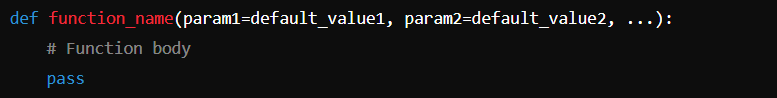 def function_name(param1=default_value1, param2=default_value2, ...):
    # Function body
    pass